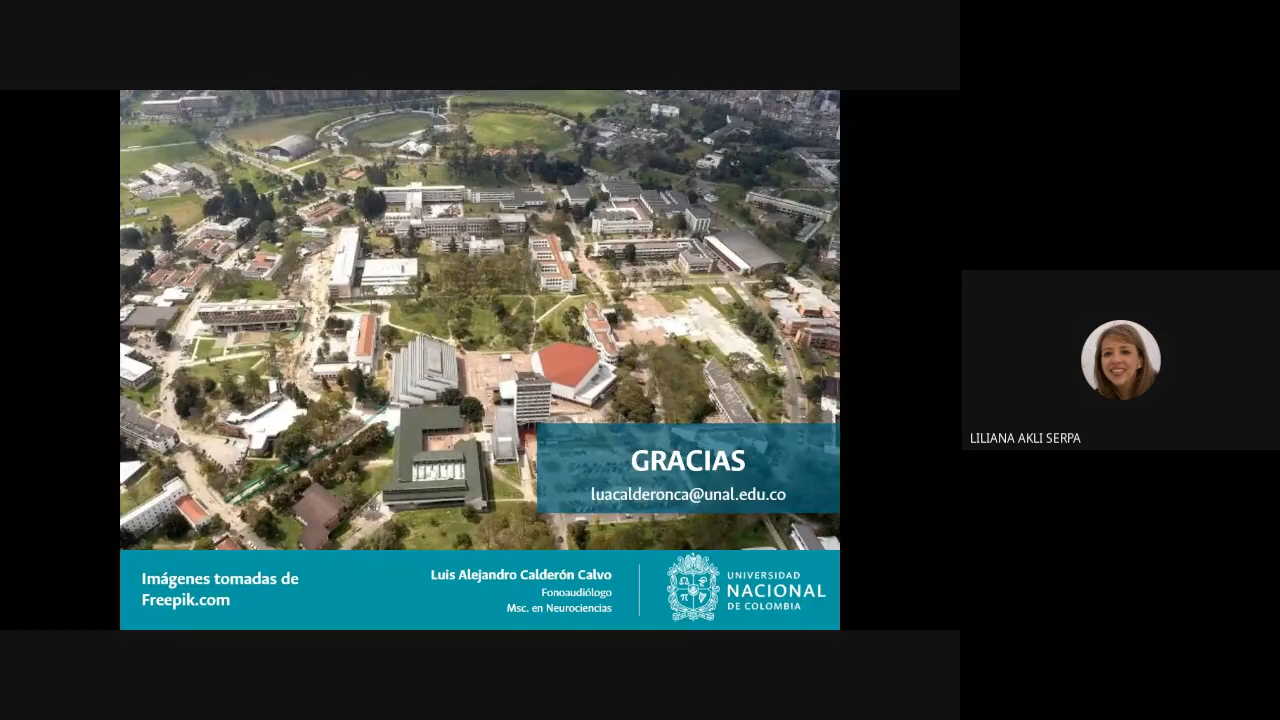 GRACIAS
luacalderonca@unal.edu.co
Imágenes tomadas de
Freepik.com
Luis Alejandro Calderón Calvo
Fonoaudiólogo
Msc. en Neurociencias
UNIVERSIDAD
NACIONAL
DE COLOMBIA
LILIANA AKLI SERPA